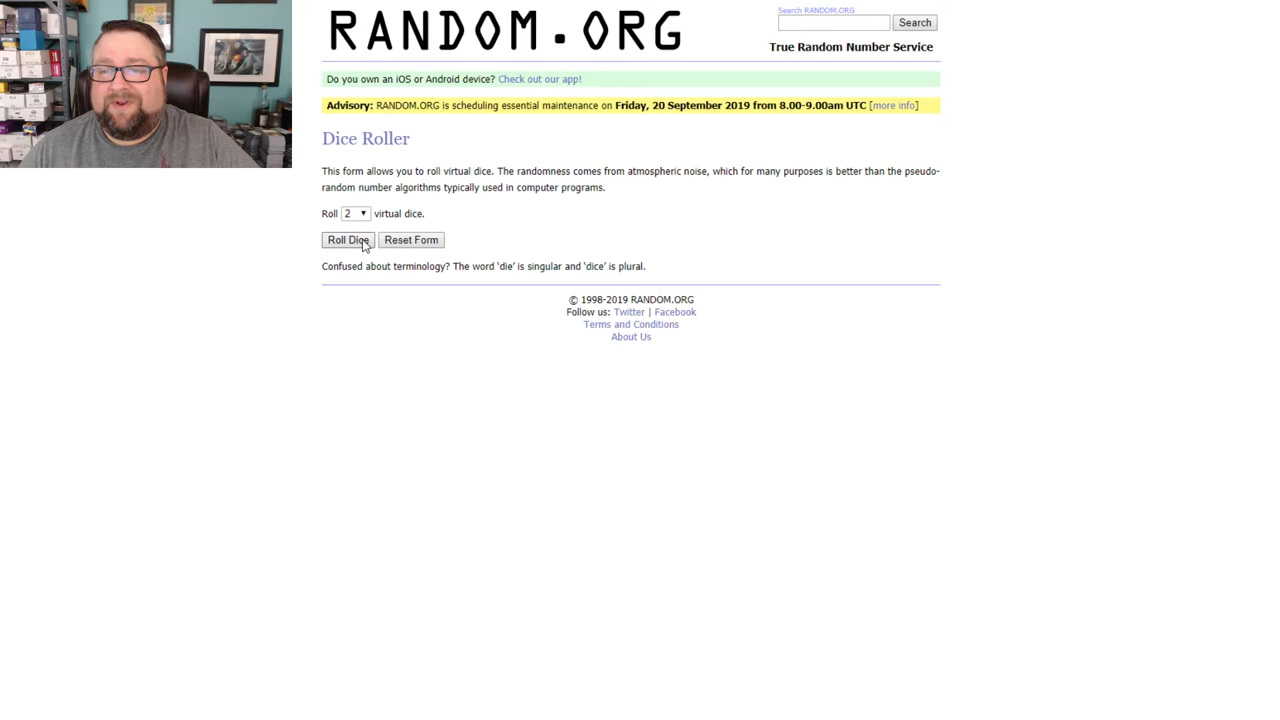 RANDOM.ORG
Search RANDOM.ORG
Search
True Random Number Service
Do you own an iOS or Android device? Check out our app!
Advisory: RANDOM.ORG is scheduling essential maintenance on Friday, 20 September 2019 from 8.00-9.00am UTC [more info]
Dice Roller
This form allows you to roll virtual dice. The randomness comes from atmospheric noise, which for many purposes is better than the pseudo-
random number algorithms typically used in computer programs.
Roll 2 virtual dice.
Roll Dice Reset Form
Confused about terminology? The word ‘die’ is singular and ‘dice’ is plural.
© 1998-2019 RANDOM.ORG
Follow us: Twitter | Facebook
Terms and Conditions
About Us